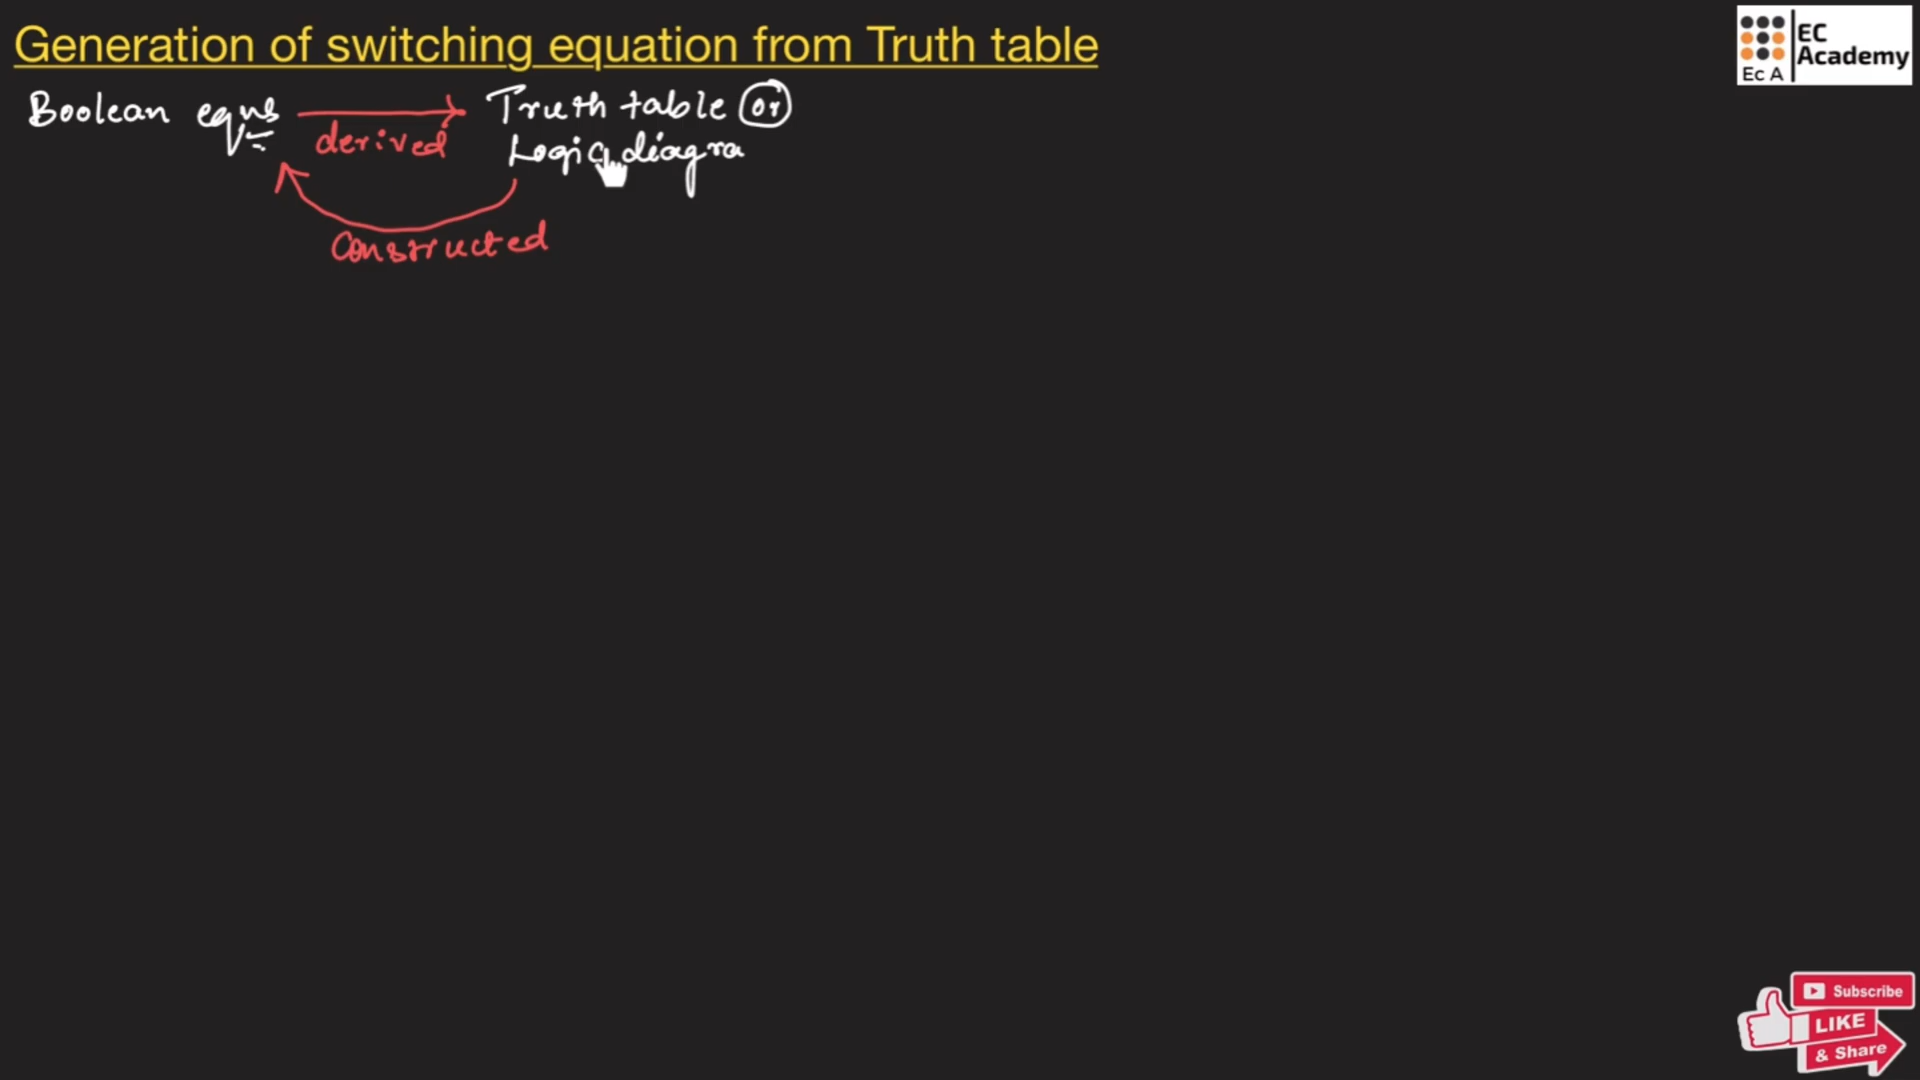 Generation of switching equation from Truth table
EC
Academy
Ec A
Boolean eqns
derived
Truth table or
Logic diagra
Constructed
Subscribe
LIKE
& Share